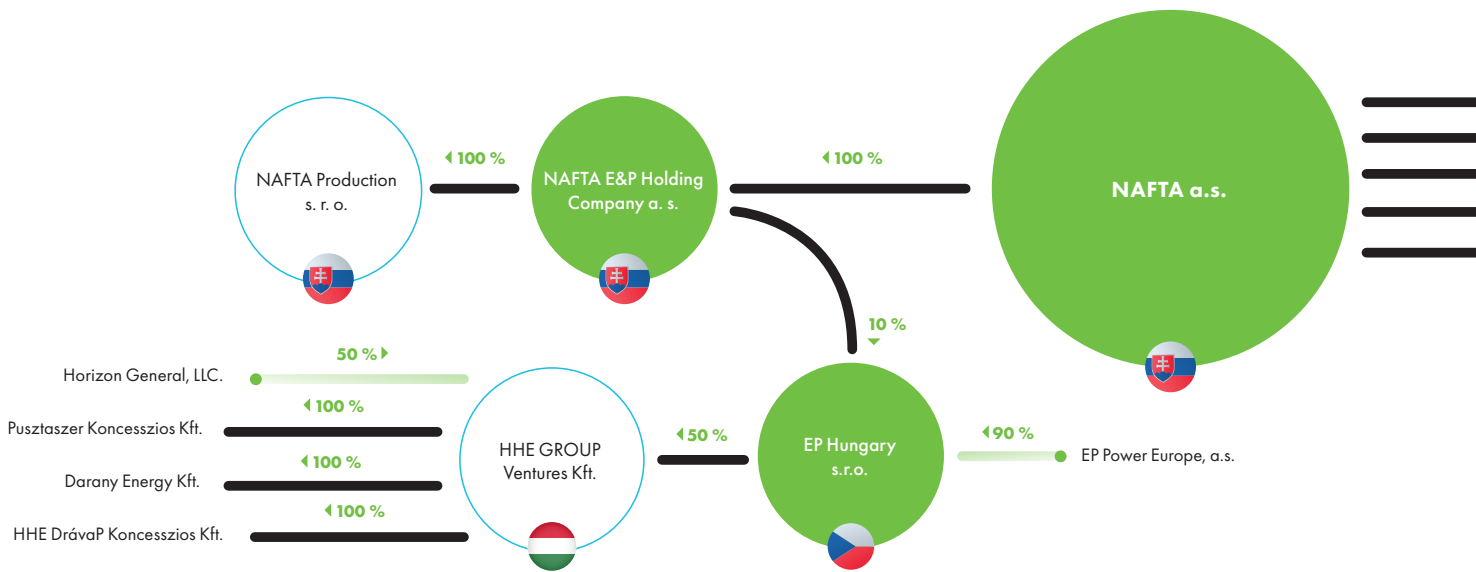 ◄ 100 %
◄ 100 %
NAFTA Production
s. r. o.
NAFTA E&P Holding
Company a. s.
NAFTA a.s.
10 %
50 % ►
Horizon General, LLC.
◄ 100 %
Pusztaszer Koncesszios Kft.
◄ 100 %
Darany Energy Kft.
◄ 100 %
HHE DrávaP Koncesszios Kft.
HHE GROUP
Ventures Kft.
◄ 50 %
EP Hungary
s.r.o.
◄ 90 %
EP Power Europe, a.s.